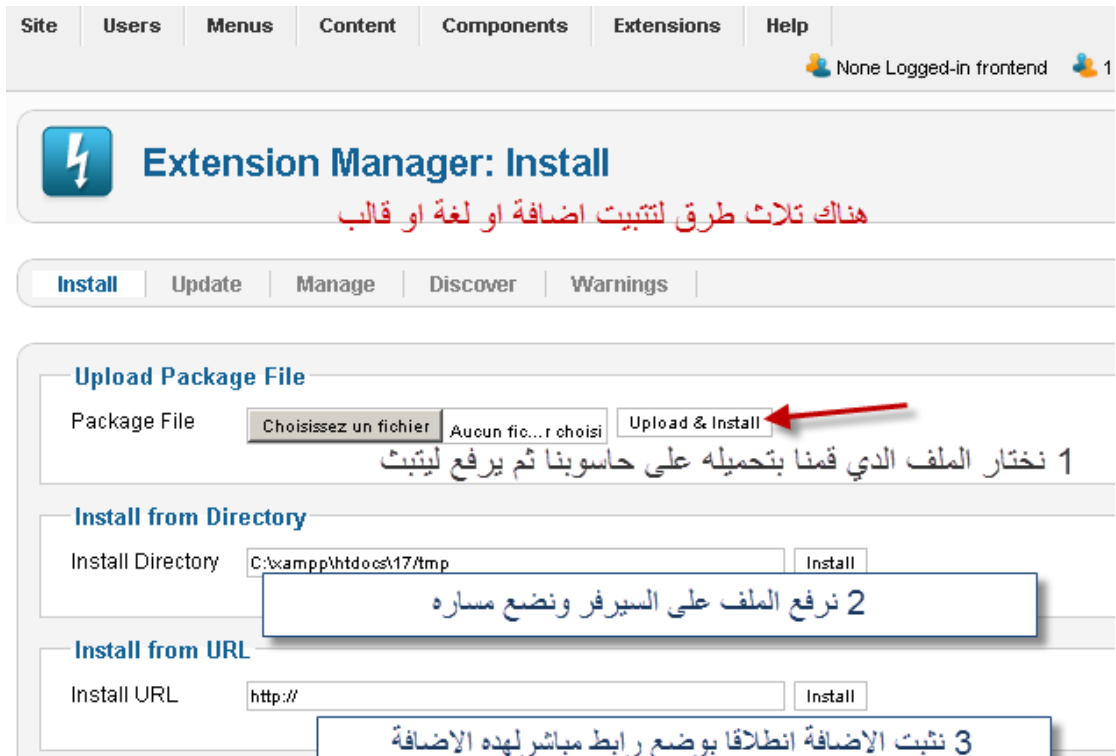 Site Users Menus Content Components Extensions Help
None Logged-in frontend 1
Extension Manager: Install
هناك تلاث طرق لتتبيت اضافة او لغة او قالب
Install Update Manage Discover Warnings
Upload Package File
Package File Choisissez un fichier Aucun fic...r choisi Upload & Install
1 نختار الملف الدي قمنا بتحميله على حاسوبنا ثم يرفع ليتبث
Install from Directory
Install Directory C:\xampp\htdocs\17/tmp Install
2 نرفع الملف على السيرفر ونضع مساره
Install from URL
Install URL http:// Install
3 نثبت الاضافة انطلاقا بوضع رابط مباشر لهده الاضافة